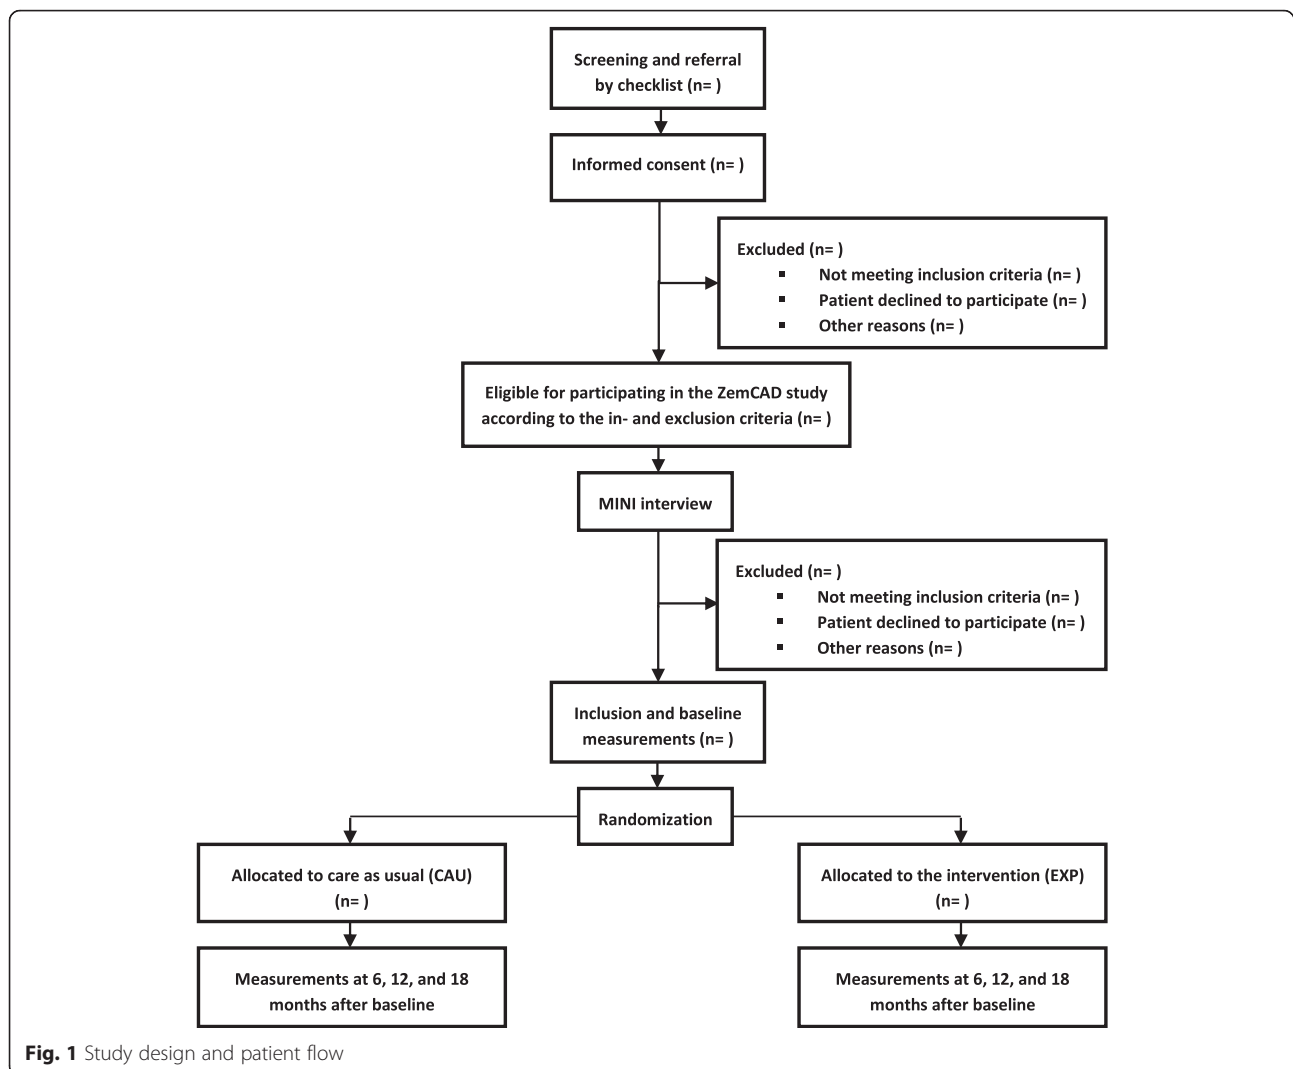 Screening and referral
by checklist (n= )
Informed consent (n= )
Excluded (n= )
▪ Not meeting inclusion criteria (n= )
▪ Patient declined to participate (n= )
▪ Other reasons (n= )
Eligible for participating in the ZemCAD study
according to the in- and exclusion criteria (n= )
MINI interview
Excluded (n= )
▪ Not meeting inclusion criteria (n= )
▪ Patient declined to participate (n= )
▪ Other reasons (n= )
Inclusion and baseline
measurements (n= )
Randomization
Allocated to care as usual (CAU)
(n= )
Allocated to the intervention (EXP)
(n= )
Measurements at 6, 12, and 18
months after baseline
Measurements at 6, 12, and 18
months after baseline
Fig. 1 Study design and patient flow